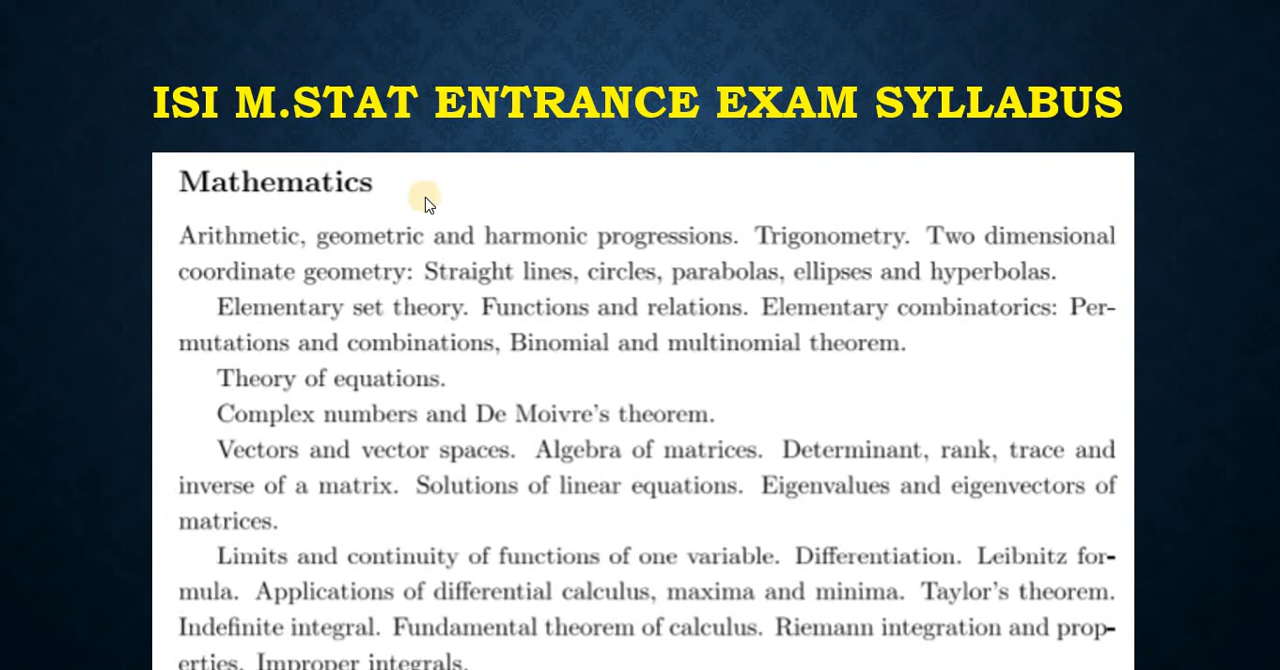 ISI M.STAT ENTRANCE EXAM SYLLABUS
Mathematics
Arithmetic, geometric and harmonic progressions. Trigonometry. Two dimensional
coordinate geometry: Straight lines, circles, parabolas, ellipses and hyperbolas.
Elementary set theory. Functions and relations. Elementary combinatorics: Per-
mutations and combinations, Binomial and multinomial theorem.
Theory of equations.
Complex numbers and De Moivre's theorem.
Vectors and vector spaces. Algebra of matrices. Determinant, rank, trace and
inverse of a matrix. Solutions of linear equations. Eigenvalues and eigenvectors of
matrices.
Limits and continuity of functions of one variable. Differentiation. Leibnitz for-
mula. Applications of differential calculus, maxima and minima. Taylor's theorem.
Indefinite integral. Fundamental theorem of calculus. Riemann integration and prop-
erties. Improper integrals.